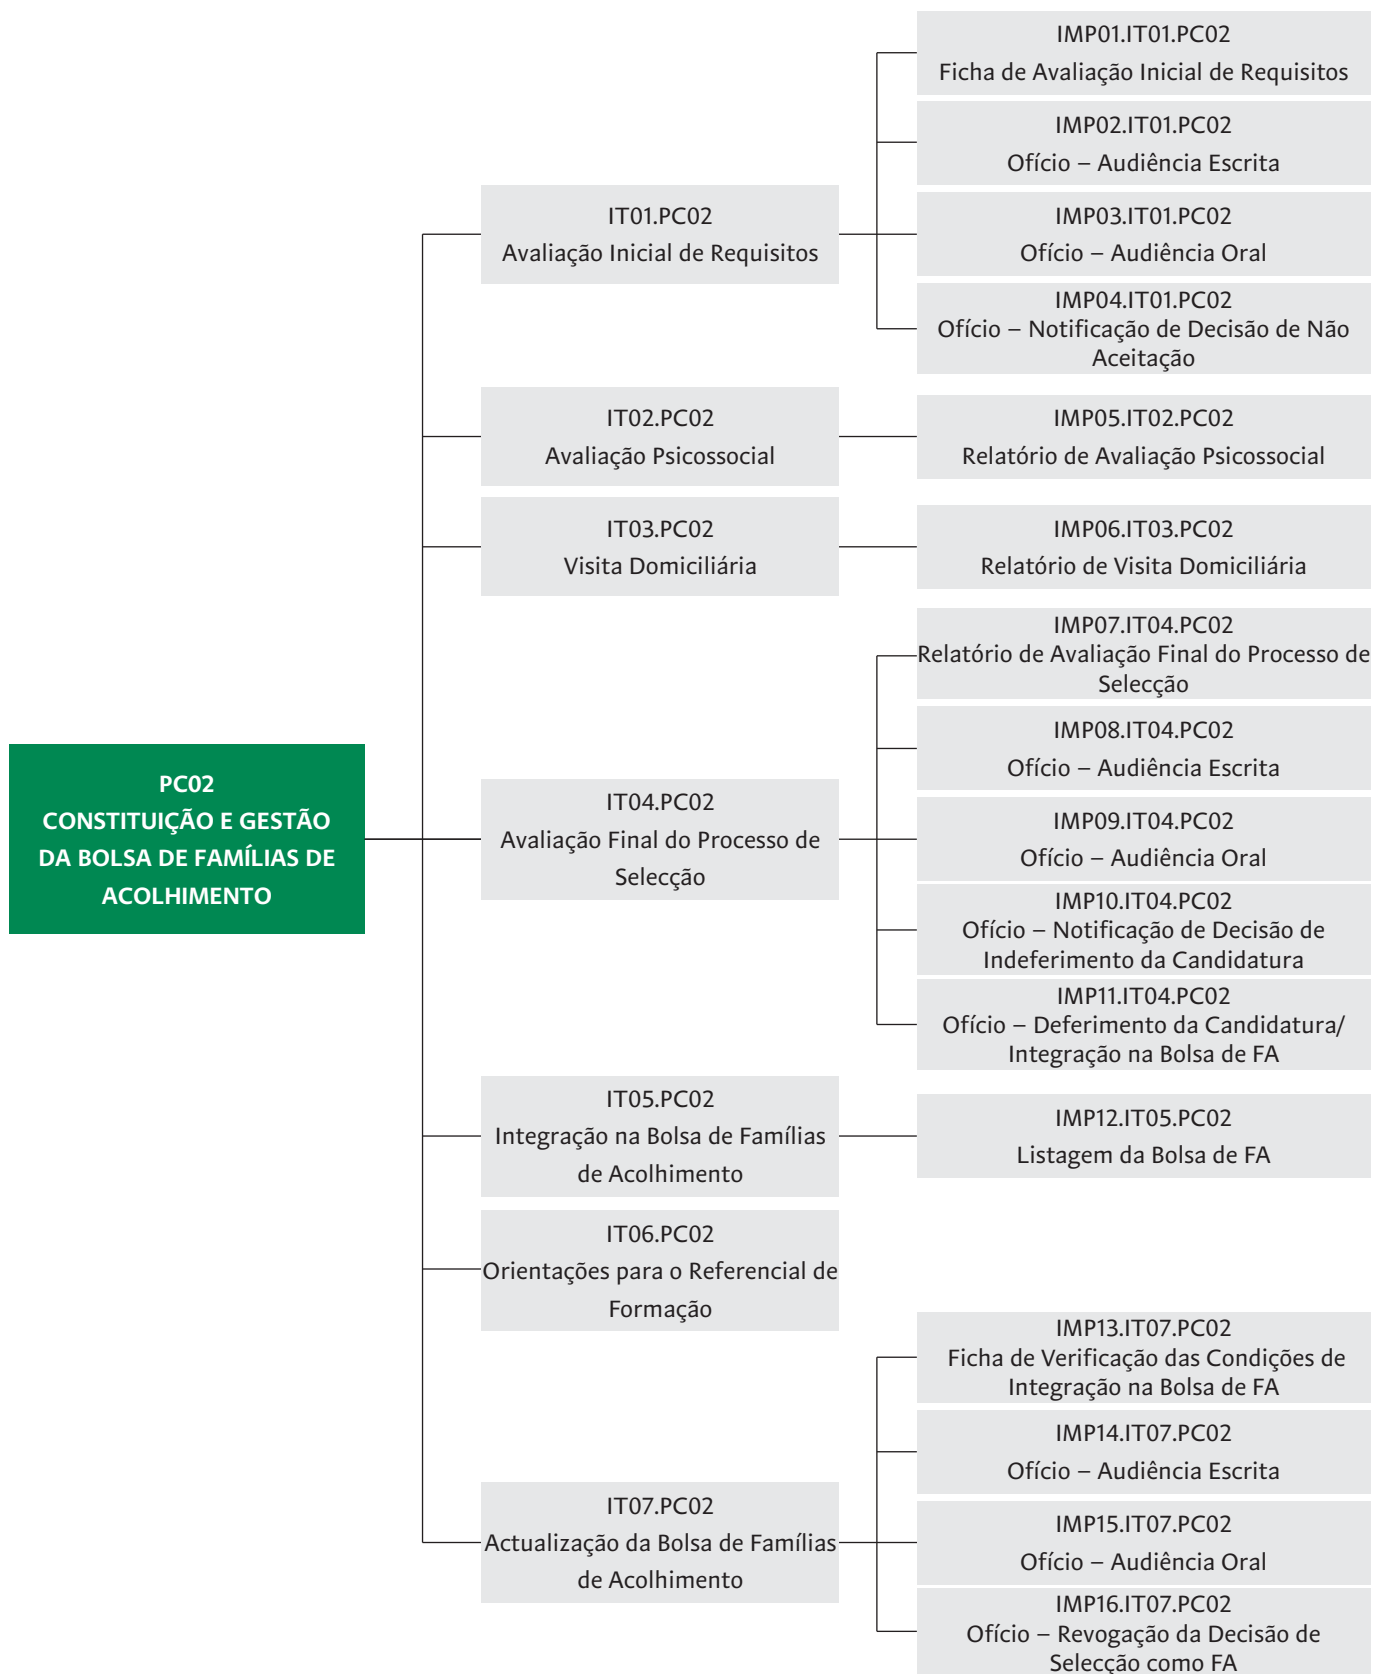 PC02
CONSTITUIÇÃO E GESTÃO
DA BOLSA DE FAMÍLIAS DE
ACOLHIMENTO
IT01.PC02
Avaliação Inicial de Requisitos
IMP01.IT01.PC02
Ficha de Avaliação Inicial de Requisitos
IMP02.IT01.PC02
Ofício – Audiência Escrita
IMP03.IT01.PC02
Ofício – Audiência Oral
IMP04.IT01.PC02
Ofício – Notificação de Decisão de Não
Aceitação
IT02.PC02
Avaliação Psicossocial
IMP05.IT02.PC02
Relatório de Avaliação Psicossocial
IT03.PC02
Visita Domiciliária
IMP06.IT03.PC02
Relatório de Visita Domiciliária
IT04.PC02
Avaliação Final do Processo de
Selecção
IMP07.IT04.PC02
Relatório de Avaliação Final do Processo de
Selecção
IMP08.IT04.PC02
Ofício – Audiência Escrita
IMP09.IT04.PC02
Ofício – Audiência Oral
IMP10.IT04.PC02
Ofício – Notificação de Decisão de
Indeferimento da Candidatura
IMP11.IT04.PC02
Ofício – Deferimento da Candidatura/
Integração na Bolsa de FA
IT05.PC02
Integração na Bolsa de Famílias
de Acolhimento
IMP12.IT05.PC02
Listagem da Bolsa de FA
IT06.PC02
Orientações para o Referencial de
Formação
IT07.PC02
Actualização da Bolsa de Famílias
de Acolhimento
IMP13.IT07.PC02
Ficha de Verificação das Condições de
Integração na Bolsa de FA
IMP14.IT07.PC02
Ofício – Audiência Escrita
IMP15.IT07.PC02
Ofício – Audiência Oral
IMP16.IT07.PC02
Ofício – Revogação da Decisão de
Selecção como FA